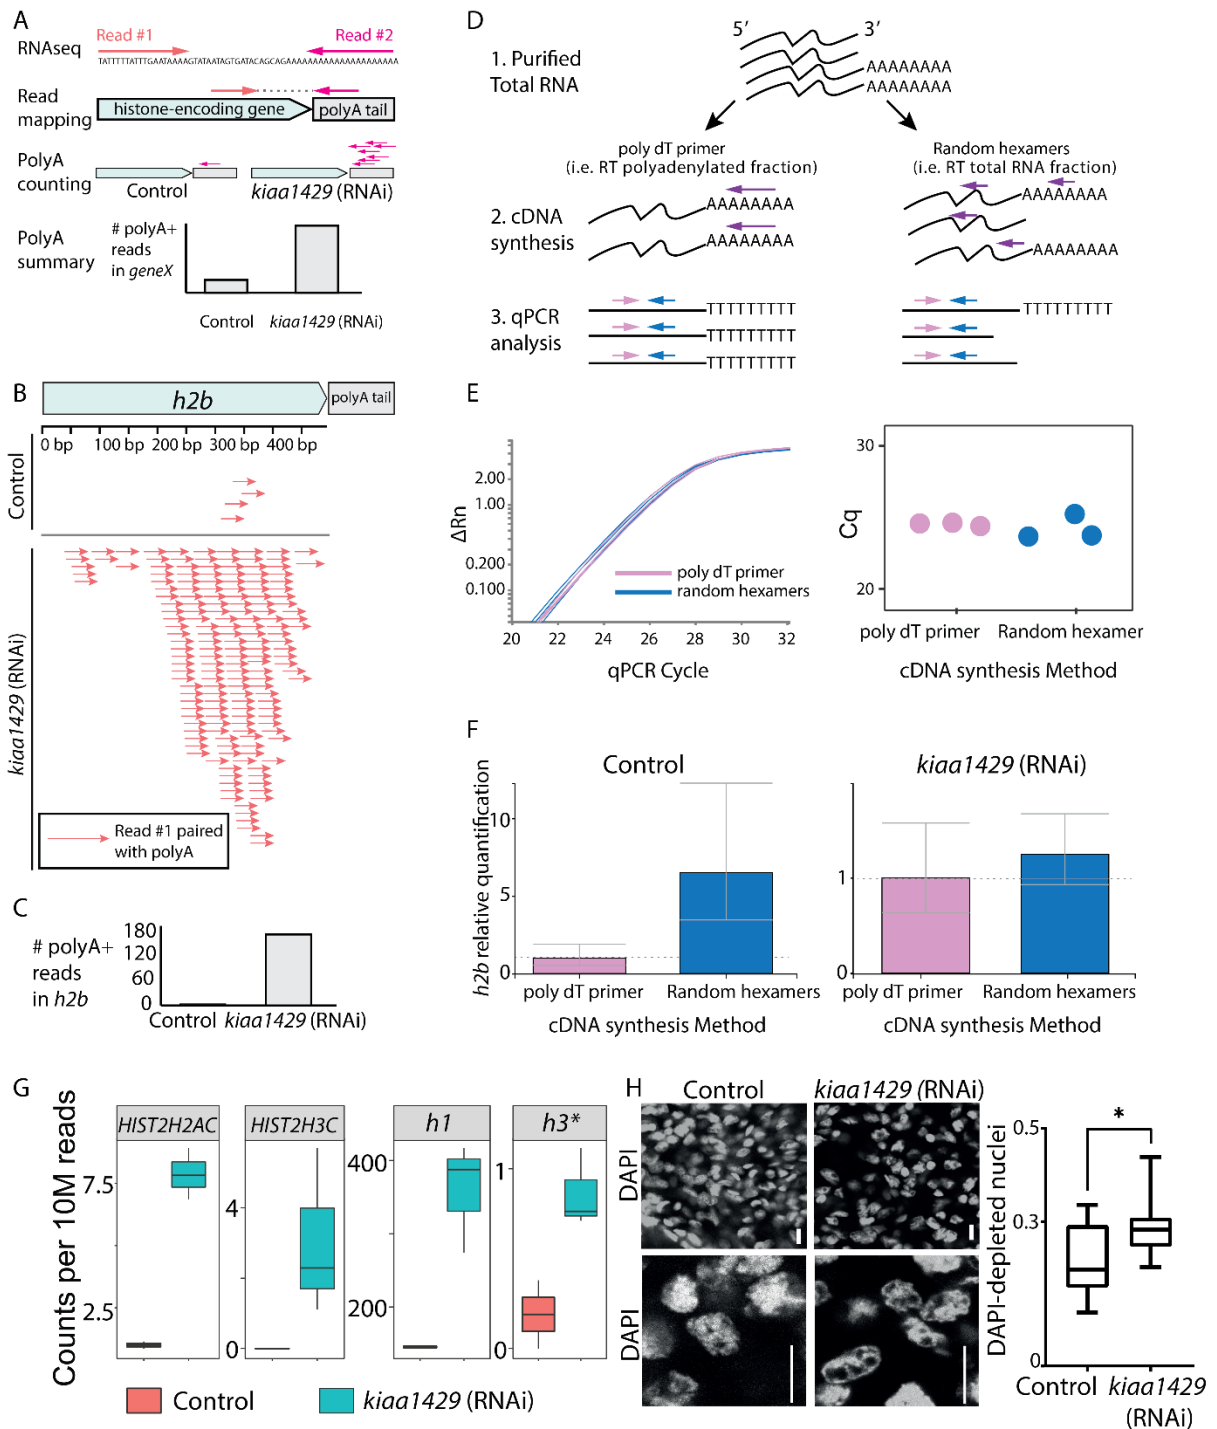 A
RNAseq
Read #1
Read #2
TATTTTTATTTGAATAAAAGTATAATAGTGATACAGCAGAAAAAAAAAAAAAAAAAAAAAA
Read
mapping
histone-encoding gene
polyA tail
PolyA
counting
Control
kiaa1429 (RNAi)
PolyA
summary
# polyA+
reads
in geneX
Control
kiaa1429 (RNAi)
B
h2b
polyA tail
0 bp 100 bp 200 bp 300 bp 400 bp
Control
kiaa1429 (RNAi)
Read #1 paired
with polyA
C
# polyA+
reads
in h2b
180
120
60
0
Control kiaa1429 (RNAi)
D
5′
3′
1. Purified
Total RNA
AAAAAAAA
AAAAAAAA
poly dT primer
(i.e. RT polyadenylated fraction)
Random hexamers
(i.e. RT total RNA fraction)
2. cDNA
synthesis
AAAAAAAA
AAAAAAAA
AAAAAAAA
AAAAAAAA
3. qPCR
analysis
TTTTTTTTT
TTTTTTTTT
TTTTTTTTT
TTTTTTTTT
E
ΔRn
2.00
1.00
0.200
0.100
poly dT primer
random hexamers
20 22 24 26 28 30 32
qPCR Cycle
Cq
30
20
poly dT primer Random hexamer
cDNA synthesis Method
F
Control
kiaa1429 (RNAi)
h2b relative quantification
10
5
0
poly dT primer Random hexamers
cDNA synthesis Method
1
0
poly dT primer Random hexamers
cDNA synthesis Method
G
Counts per 10M reads
HIST2H2AC
7.5
2.5
HIST2H3C
4
0
h1
400
200
h3*
1
0
Control
kiaa1429 (RNAi)
H
Control
kiaa1429 (RNAi)
DAPI
DAPI
DAPI-depleted nuclei
0.5
0.3
0
*
Control kiaa1429
(RNAi)